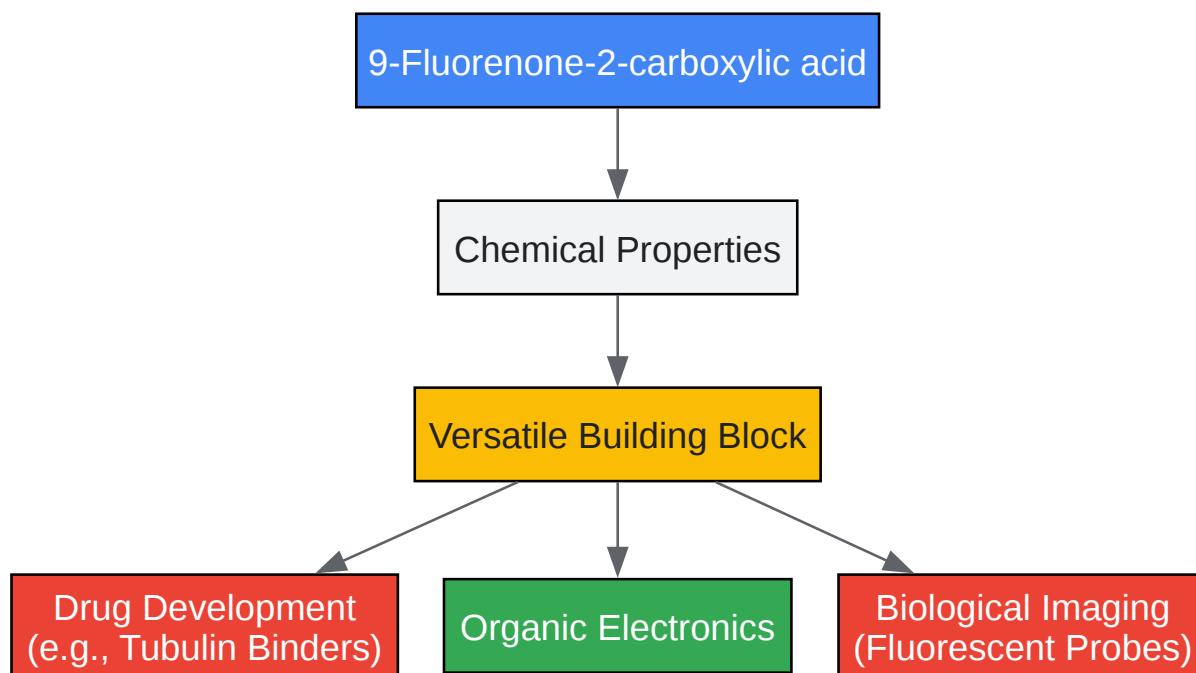 9-Fluorenone-2-carboxylic acid
Chemical Properties
Versatile Building Block
Drug Development
(e.g., Tubulin Binders)
Organic Electronics
Biological Imaging
(Fluorescent Probes)